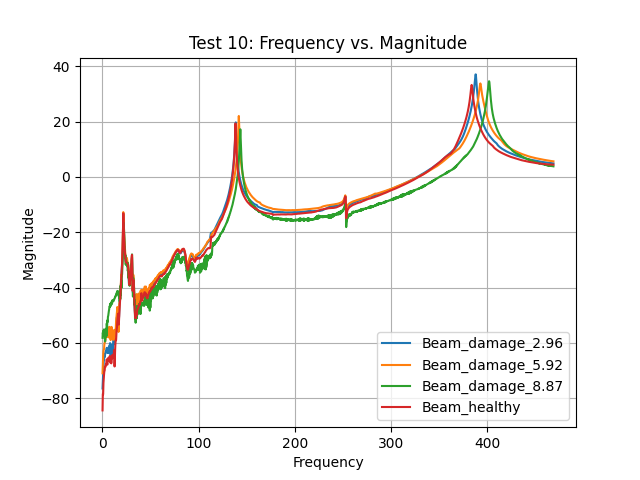 Test 10: Frequency vs. Magnitude
40
20
0
−20
−40
−60
−80
Magnitude
Beam_damage_2.96
Beam_damage_5.92
Beam_damage_8.87
Beam_healthy
0 100 200 300 400
Frequency